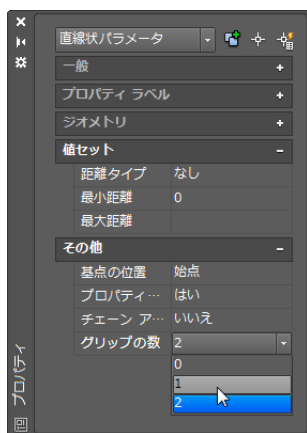 直線状パラメータ
一般 +
プロパティ ラベル +
ジオメトリ +
値セット −
距離タイプ なし
最小距離 0
最大距離
その他 −
基点の位置 始点
プロパティ… はい
チェーン ア… いいえ
グリップの数 2
0
1
2
プロパティ